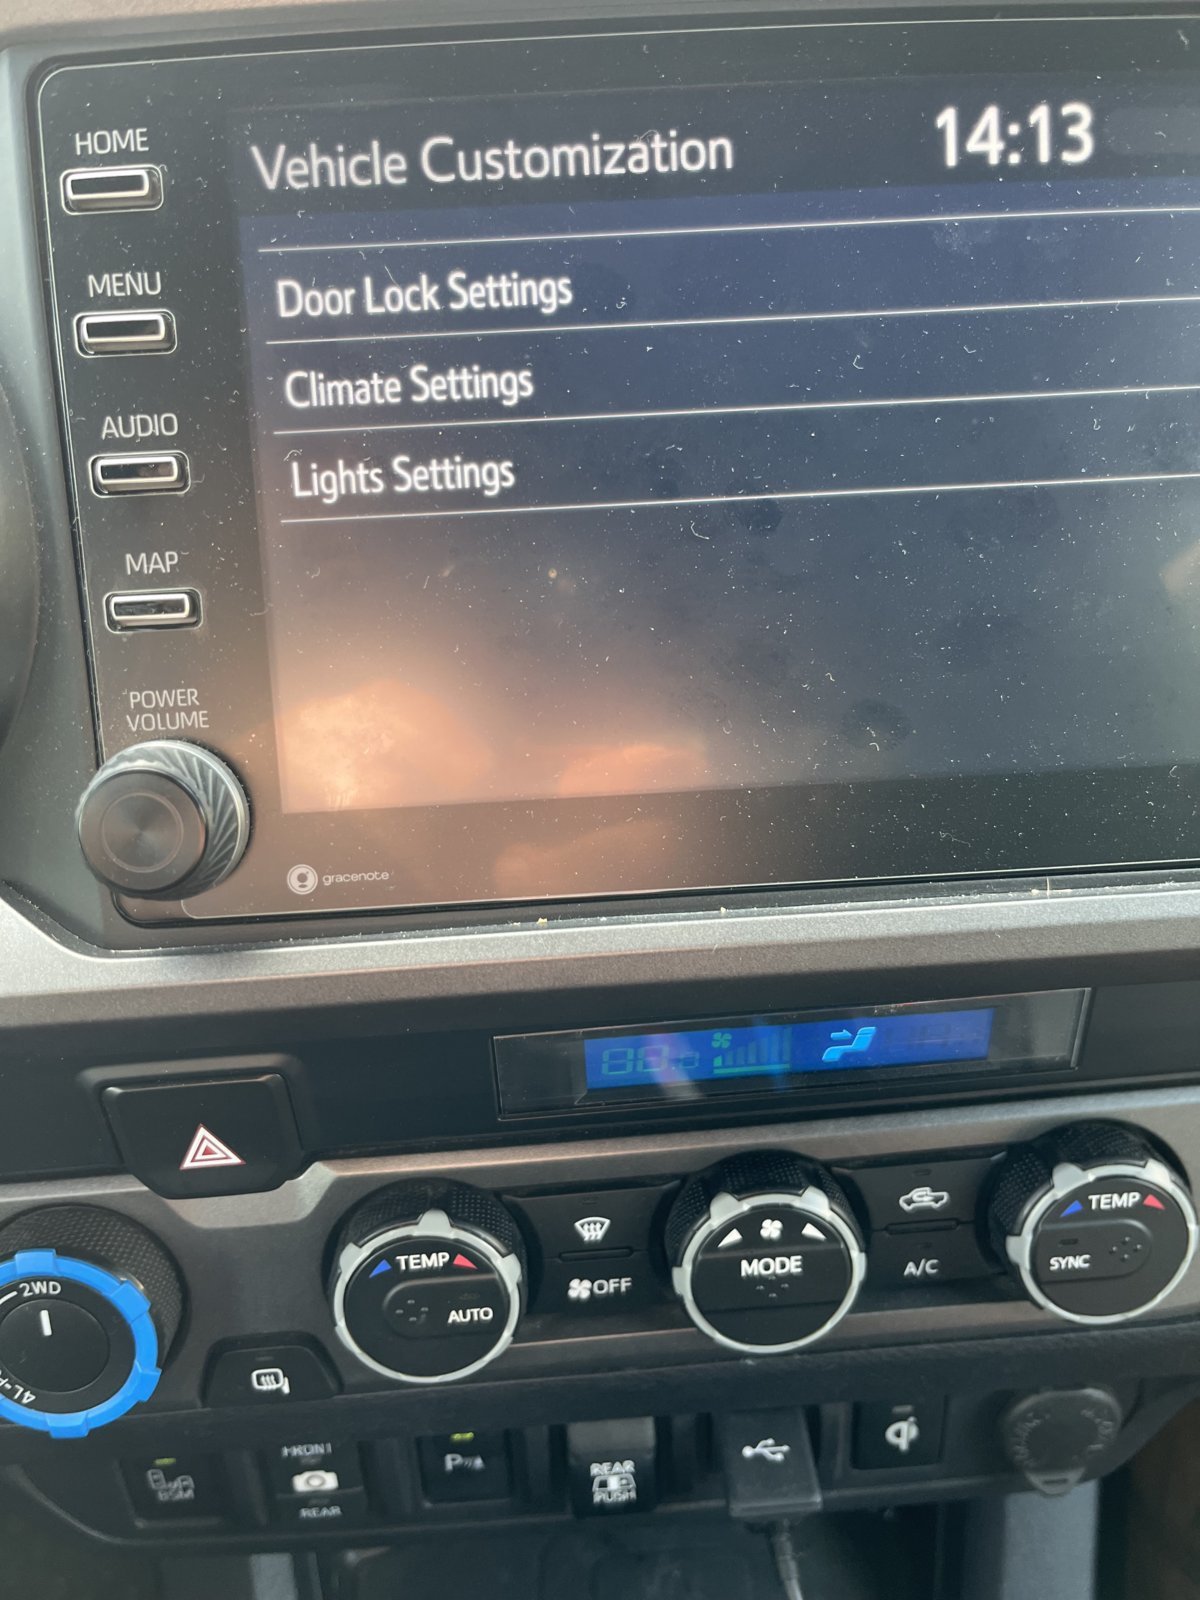 HOME
Vehicle Customization
14:13
MENU
Door Lock Settings
AUDIO
Climate Settings
Lights Settings
MAP
POWER
VOLUME
gracenote
2WD
TEMP
AUTO
OFF
MODE
A/C
TEMP
SYNC
BSM
FRONT
REAR
REAR
PUSH